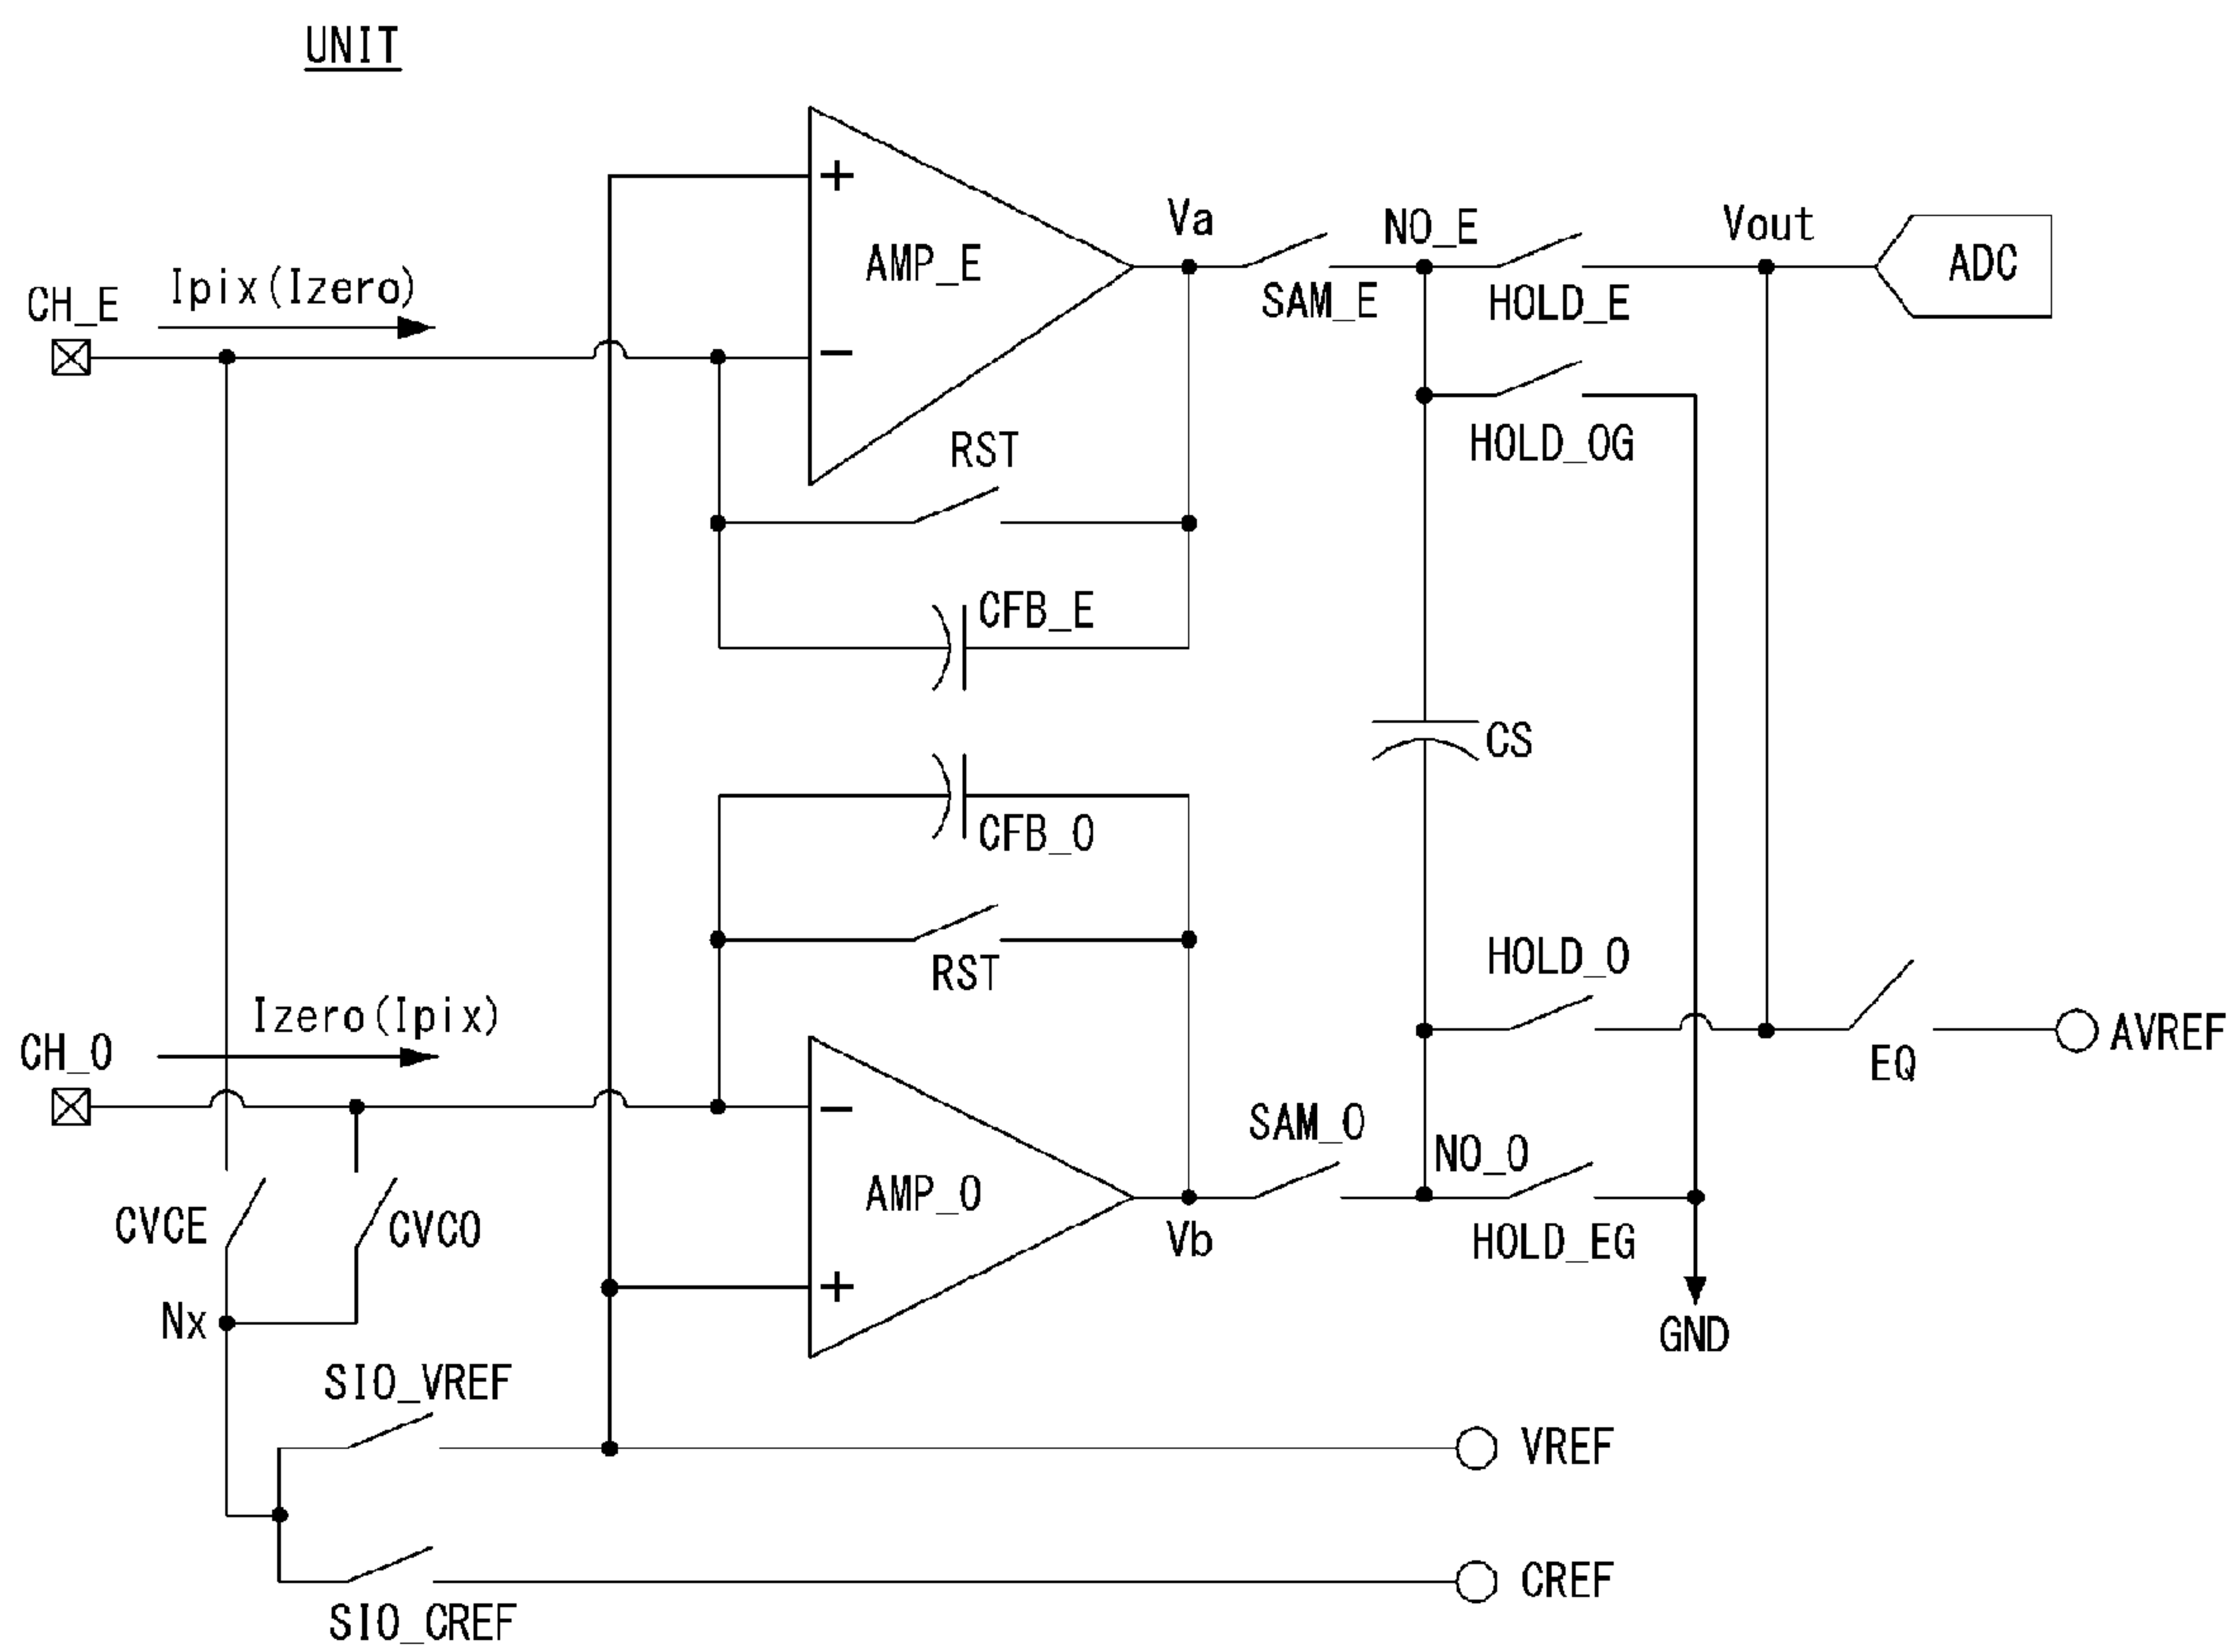 UNIT
+
AMP_E
−
Va
SAM_E
NO_E
HOLD_E
Vout
ADC
CH_E
Ipix(Izero)
HOLD_OG
RST
CFB_E
CS
CFB_O
RST
HOLD_O
EQ
AVREF
CH_O
Izero(Ipix)
−
AMP_O
+
Vb
SAM_O
NO_O
HOLD_EG
GND
CVCE
CVCO
Nx
SIO_VREF
VREF
SIO_CREF
CREF